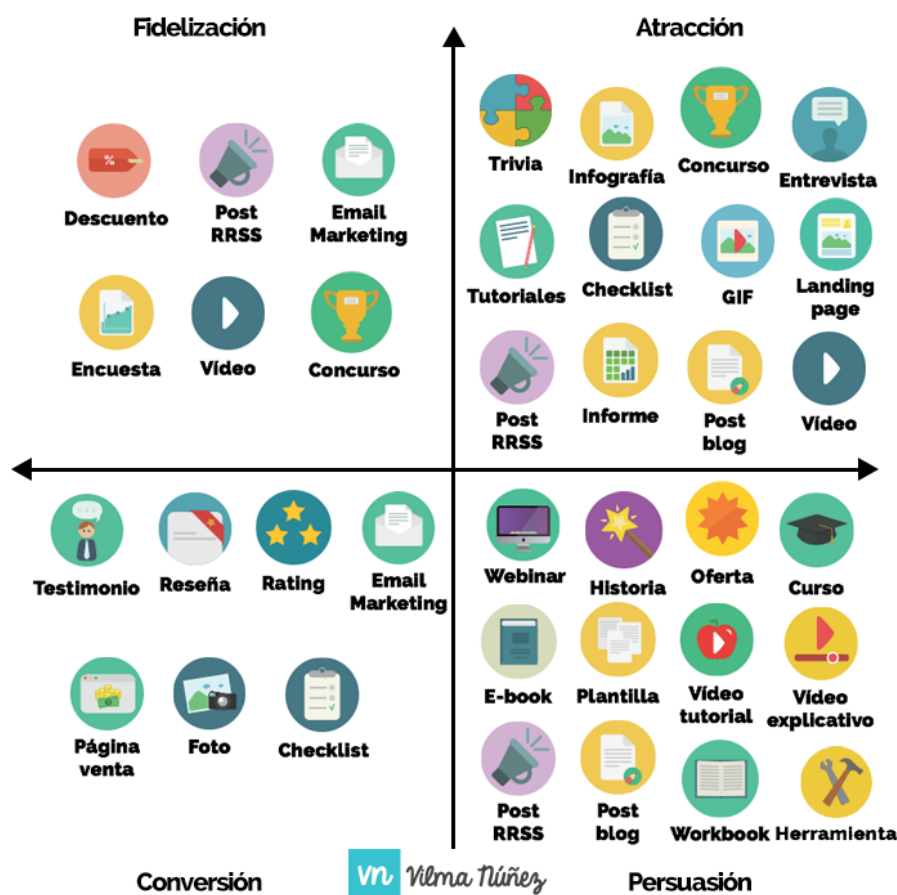 Fidelización
Atracción
%
Descuento
Post
RRSS
Email
Marketing
Encuesta
Vídeo
Concurso
Trivia
Infografía
Concurso
Entrevista
Tutoriales
Checklist
GIF
Landing
page
Post
RRSS
Informe
Post
blog
Vídeo
Testimonio
Reseña
Rating
Email
Marketing
Página
venta
Foto
Checklist
Webinar
Historia
Oferta
Curso
E-book
Plantilla
Vídeo
tutorial
Vídeo
explicativo
Post
RRSS
Post
blog
Workbook
Herramienta
Conversión
vn Vilma Núñez
Persuasión